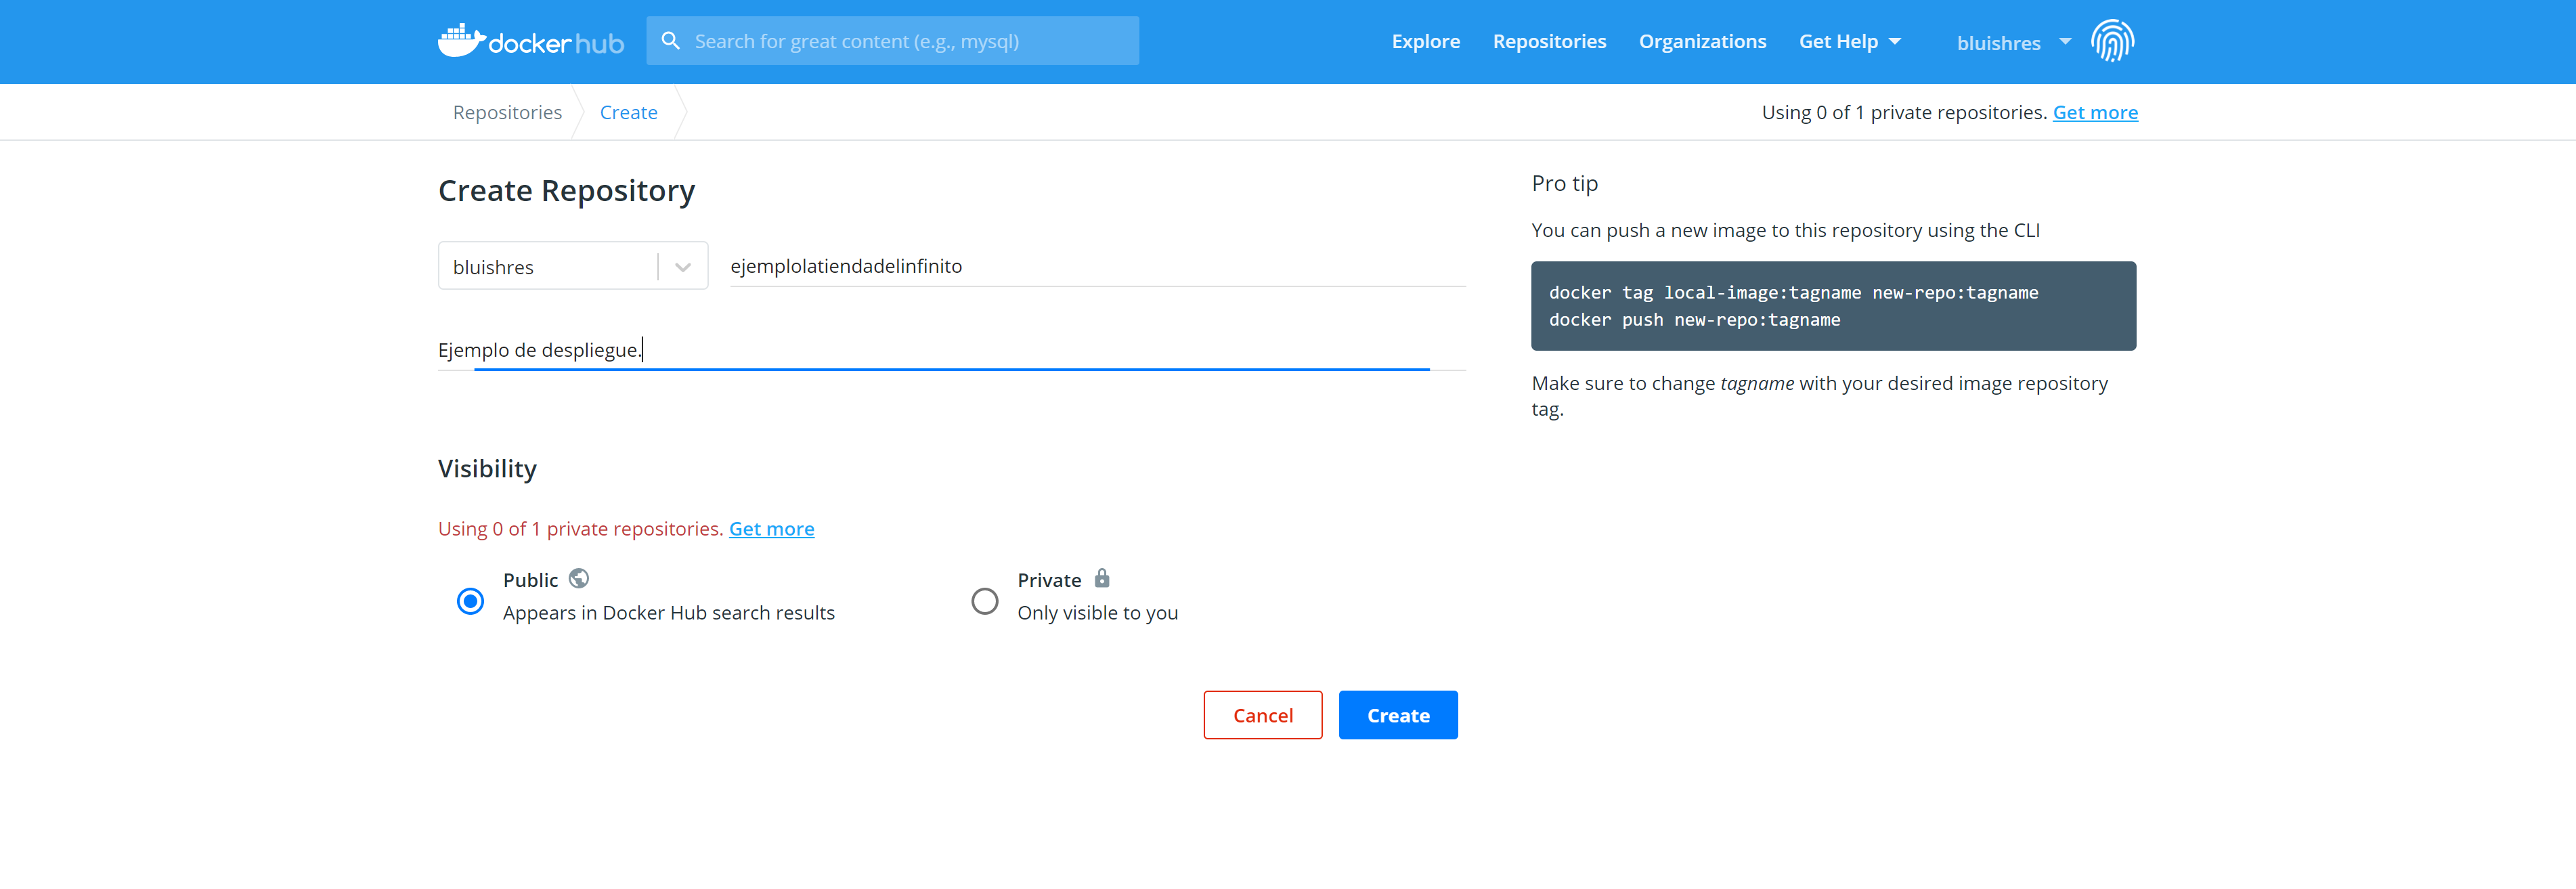 docker hub
Search for great content (e.g., mysql)
Explore
Repositories
Organizations
Get Help
bluishres
Repositories
Create
Using 0 of 1 private repositories. Get more
Create Repository
bluishres
ejemplolatiendadelinfinito
Ejemplo de despliegue.
Visibility
Using 0 of 1 private repositories. Get more
Public
Appears in Docker Hub search results
Private
Only visible to you
Cancel
Create
Pro tip
You can push a new image to this repository using the CLI
docker tag local-image:tagname new-repo:tagname
docker push new-repo:tagname
Make sure to change tagname with your desired image repository
tag.